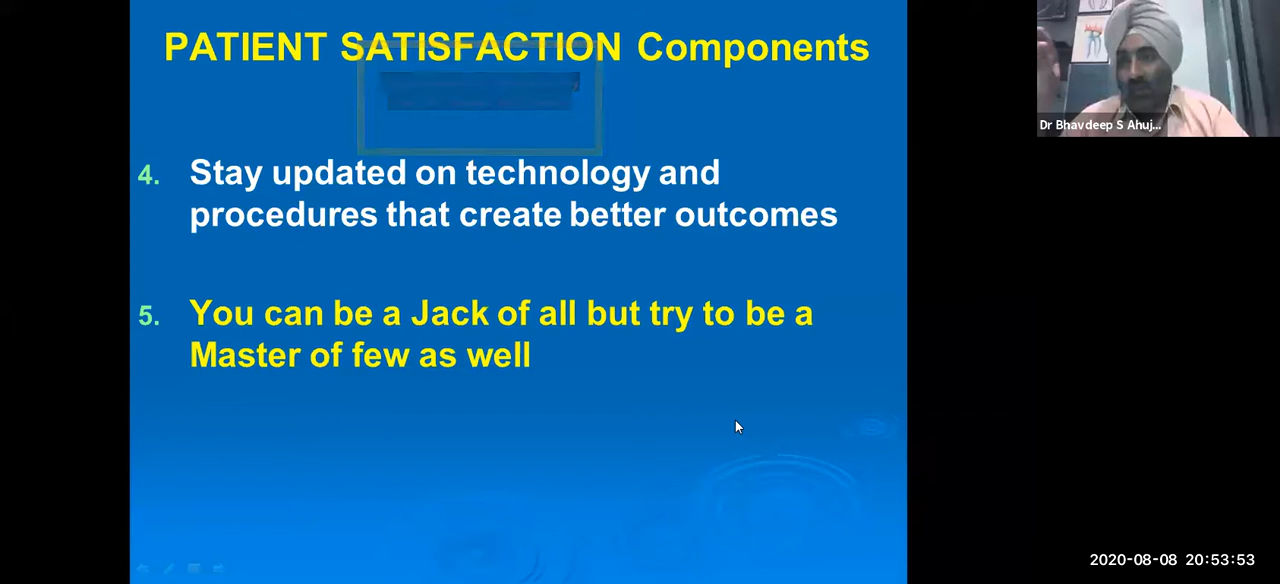 PATIENT SATISFACTION Components
4. Stay updated on technology and
procedures that create better outcomes
5. You can be a Jack of all but try to be a
Master of few as well
Dr Bhavdeep S Ahuj...
2020-08-08 20:53:53